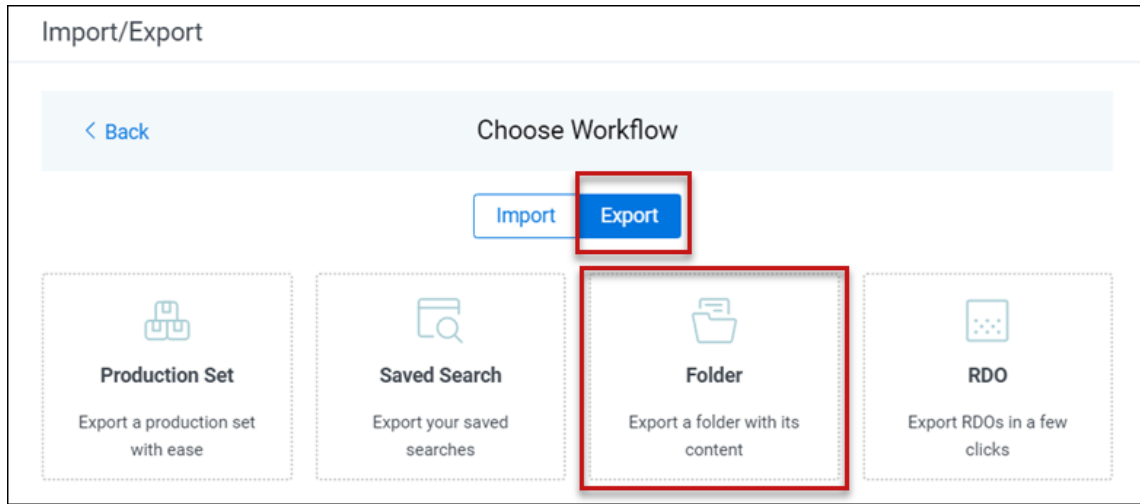 Import/Export
< Back
Choose Workflow
Import
Export
Production Set
Export a production set
with ease
Saved Search
Export your saved
searches
Folder
Export a folder with its
content
RDO
Export RDOs in a few
clicks